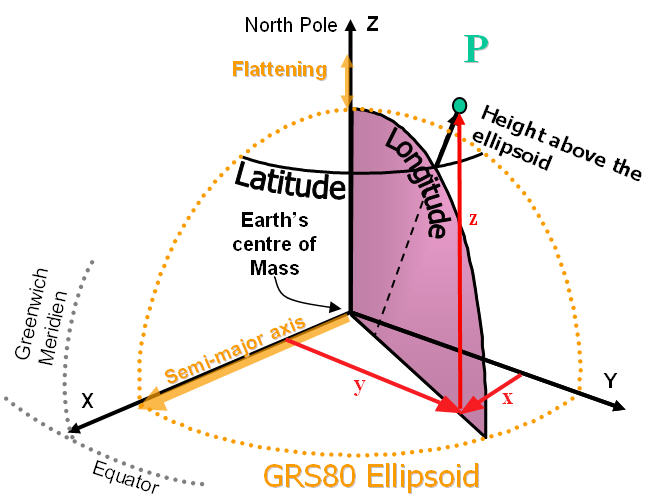 North Pole
Z
P
Flattening
Height above the
ellipsoid
Longitude
Latitude
z
Earth's
centre of
Mass
Greenwich
Meridien
Semi-major axis
y
x
X
Y
Equator
GRS80 Ellipsoid